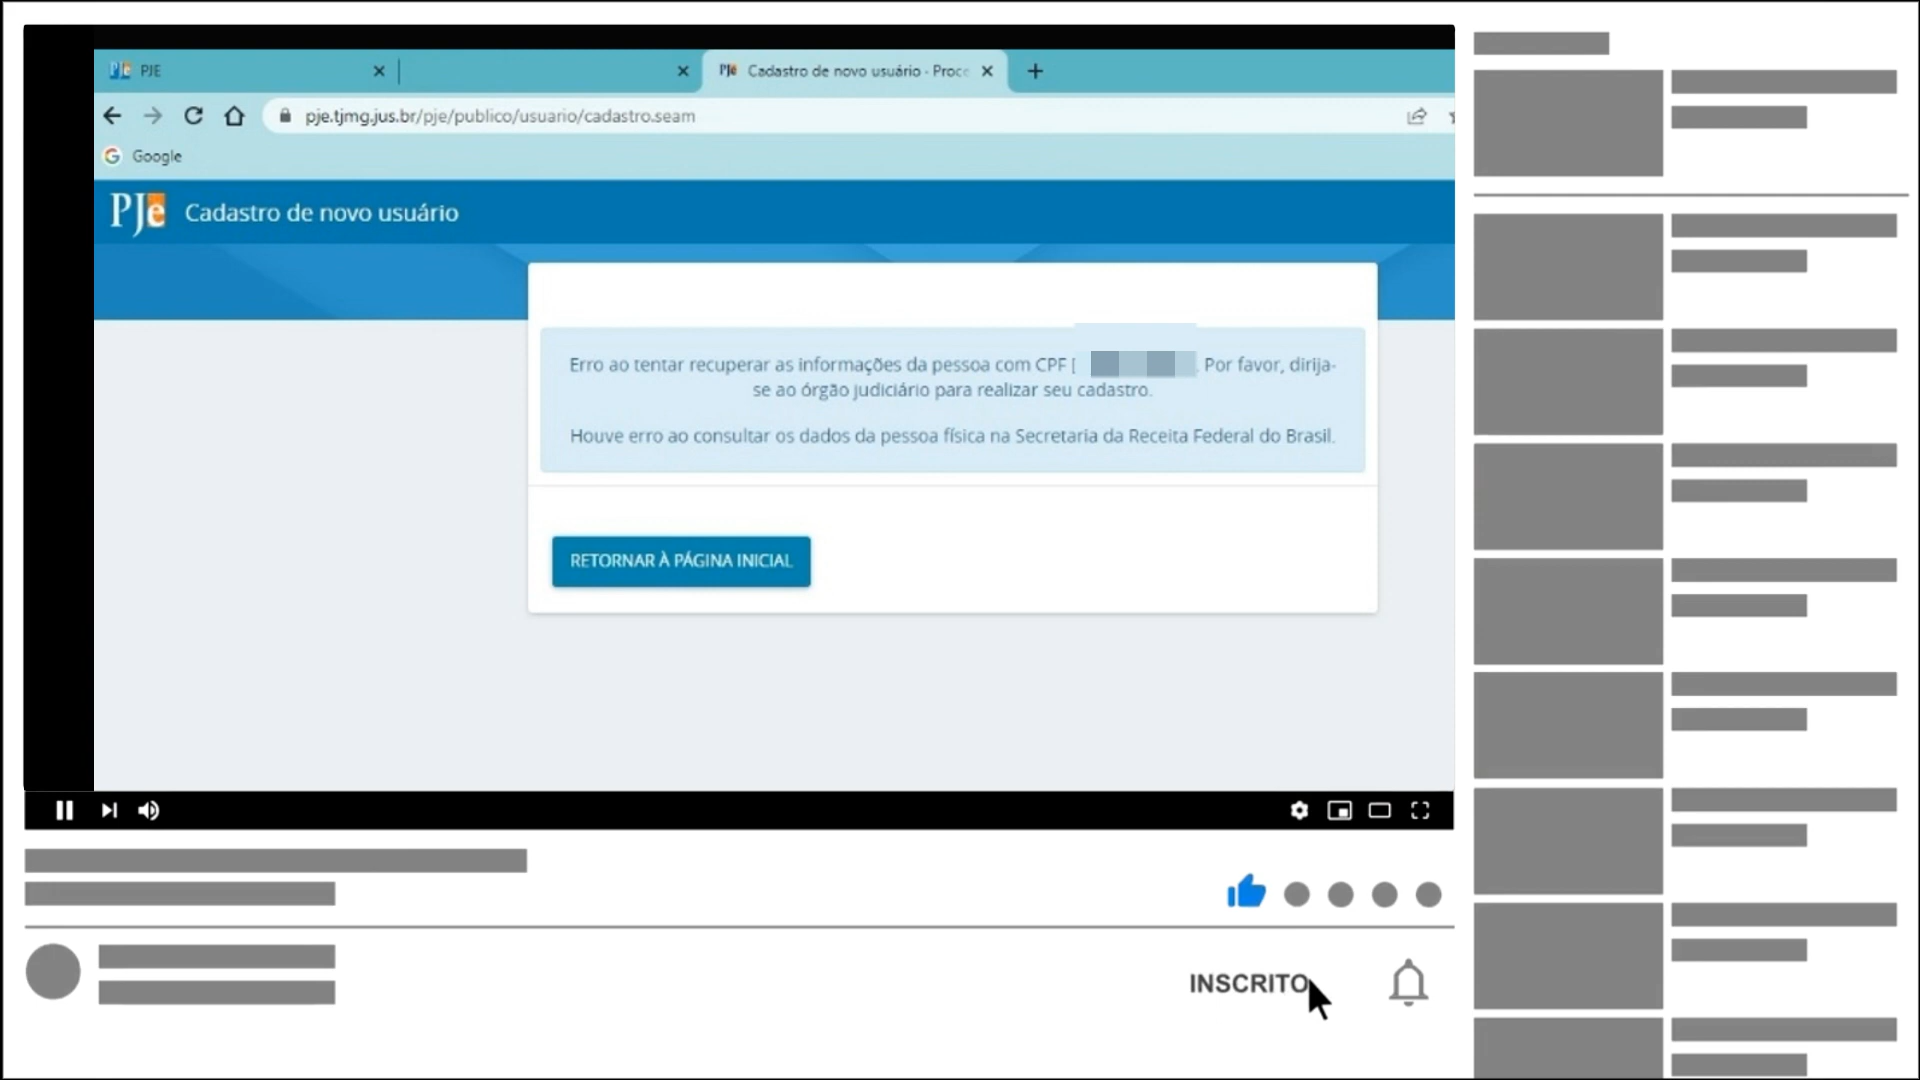 PJe PJE
PJe Cadastro de novo usuário - Proce
pje.tjmg.jus.br/pje/publico/usuario/cadastro.seam
G Google
PJe Cadastro de novo usuário
Erro ao tentar recuperar as informações da pessoa com CPF [ . Por favor, dirija-
se ao órgão judiciário para realizar seu cadastro.
Houve erro ao consultar os dados da pessoa física na Secretaria da Receita Federal do Brasil.
RETORNAR À PÁGINA INICIAL
INSCRITO